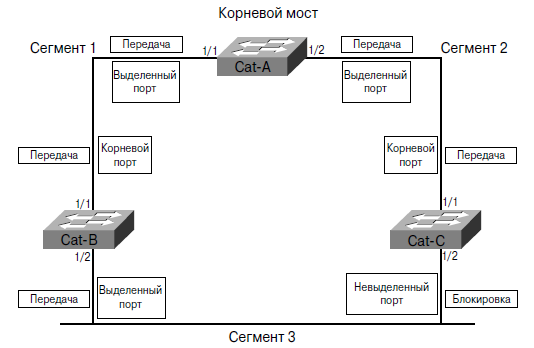 Корневой мост
Сегмент 1
Передача
1/1
1/2
Передача
Сегмент 2
Cat-A
Выделенный
порт
Выделенный
порт
Передача
Корневой
порт
Корневой
порт
Передача
1/1
1/1
Cat-B
Cat-C
1/2
1/2
Передача
Выделенный
порт
Невыделенный
порт
Блокировка
Сегмент 3